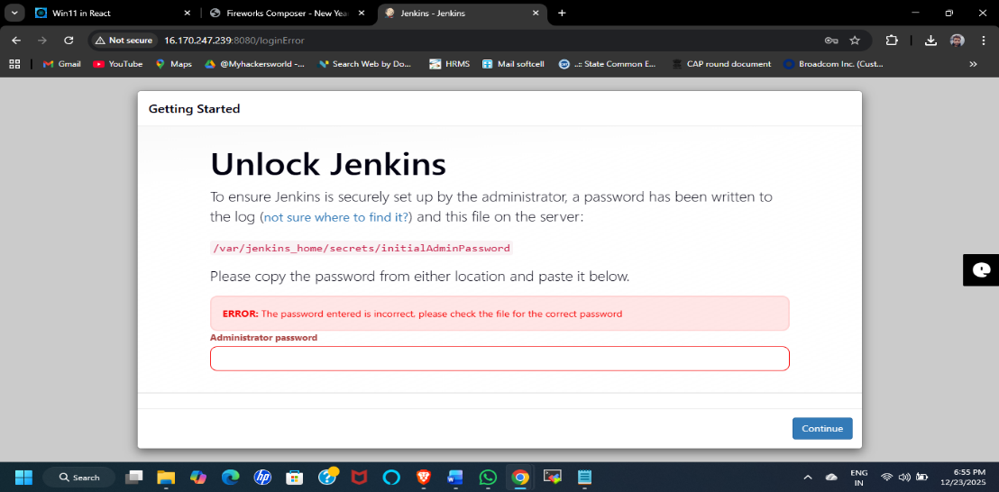 Win11 in React
Fireworks Composer - New Yea
Jenkins - Jenkins
Not secure
16.170.247.239:8080/loginError
Gmail
YouTube
Maps
@Myhackersworld -...
Search Web by Do...
HRMS
Mail softcell
..:: State Common E...
CAP round document
Broadcom Inc. (Cust...
Getting Started
Unlock Jenkins
To ensure Jenkins is securely set up by the administrator, a password has been written to
the log (not sure where to find it?) and this file on the server:
/var/jenkins_home/secrets/initialAdminPassword
Please copy the password from either location and paste it below.
ERROR: The password entered is incorrect, please check the file for the correct password
Administrator password
Continue
Search
ENG
IN
6:55 PM
12/23/2025